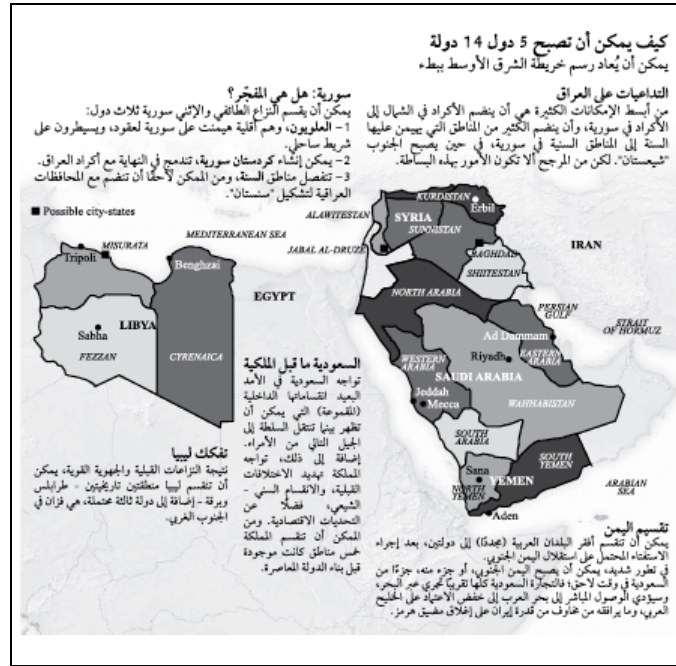 كيف يمكن أن تصبح 5 دول 14 دولة
يمكن أن يُعاد رسم خريطة الشرق الأوسط ببطء
التداعيات على العراق
من أبسط الإمكانات الكثيرة هي أن ينضم الأكراد في الشمال إلى
الأكراد في سورية، وأن ينضم الكثير من المناطق التي يهيمن عليها
السنة إلى المناطق السنية في سورية، في حين يصبح الجنوب
"شيعستان". لكن من المرجح ألا تكون الأمور بهذه البساطة.
سورية: هل هي المفجّر؟
يمكن أن يقسم النزاع الطائفي والإثني سورية ثلاث دول:
1 – العلويون، وهم أقلية هيمنت على سورية لعقود، ويسيطرون على
شريط ساحلي.
2– يمكن إنشاء كردستان سورية، تندمج في النهاية مع أكراد العراق.
3 – تنفصل مناطق السنة، ومن الممكن لاحقًا أن تنضم مع المحافظات
العراقية لتشكيل "سنستان".
■ Possible city-states
KURDISTAN
Erbil
ALAWITESTAN
SYRIA
SUNNISTAN
MEDITERRANEAN SEA
JABAL AL-DRUZE
BAGHDAD
SHIITESTAN
IRAN
MISURATA
Tripoli
Benghzai
EGYPT
NORTH ARABIA
PERSIAN
GULF
STRAIT
OF HORMUZ
LIBYA
Sabha
FEZZAN
CYRENAICA
Ad Dammam
Riyadh
EASTERN
ARABIA
WESTERN
ARABIA
SAUDI ARABIA
Jeddah
Mecca
WAHHABISTAN
SOUTH
ARABIA
SOUTH
YEMEN
Sana
YEMEN
NORTH
YEMEN
ARABIAN
SEA
Aden
السعودية ما قبل الملكية
تواجه السعودية في الأمد
البعيد انقساماتها الداخلية
(المقموعة) التي يمكن أن
تظهر بينما تنتقل السلطة إلى
الجيل التالي من الأمراء.
إضافة إلى ذلك، تواجه
المملكة تهديد الاختلافات
القبلية، والانقسام السني –
الشيعي، فضلًا عن
التحديات الاقتصادية. ومن
الممكن أن تنقسم المملكة
خمس مناطق كانت موجودة
قبل بناء الدولة المعاصرة.
تفكك ليبيا
نتيجة النزاعات القبلية والجهوية القوية، يمكن
أن تنقسم ليبيا منطقتين تاريخيتين – طرابلس
وبرقة – إضافة إلى دولة ثالثة محتملة، هي فزان في
الجنوب الغربي.
تقسيم اليمن
يمكن أن تنقسم أفقر البلدان العربية (مجددًا) إلى دولتين، بعد إجراء
الاستفتاء المحتمل على استقلال اليمن الجنوبي.
في تطور شديد، يمكن أن يصبح اليمن الجنوبي، أو جزء منه، جزءًا من
السعودية في وقت لاحق؛ فالتجارة السعودية كلّها تقريبًا تجري عبر البحر،
وسيؤدي الوصول المباشر إلى بحر العرب إلى خفض الاعتماد على الخليج
العربي، وما يرافقه من مخاوف من قدرة إيران على إغلاق مضيق هرمز.